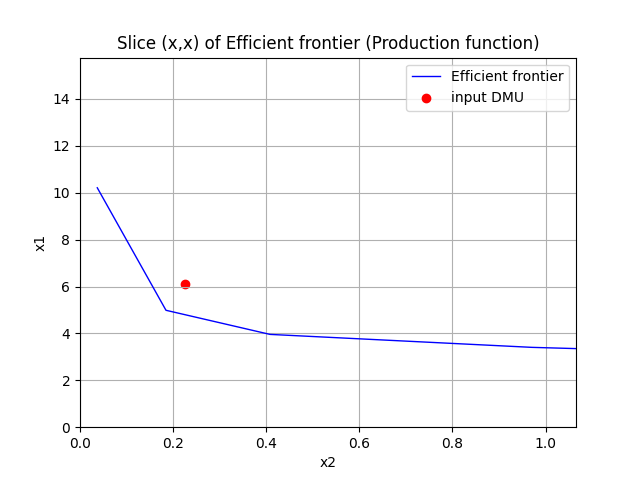 Slice (x,x) of Efficient frontier (Production function)
Efficient frontier
input DMU
14
12
10
8
6
4
2
0
x1
0.0 0.2 0.4 0.6 0.8 1.0
x2